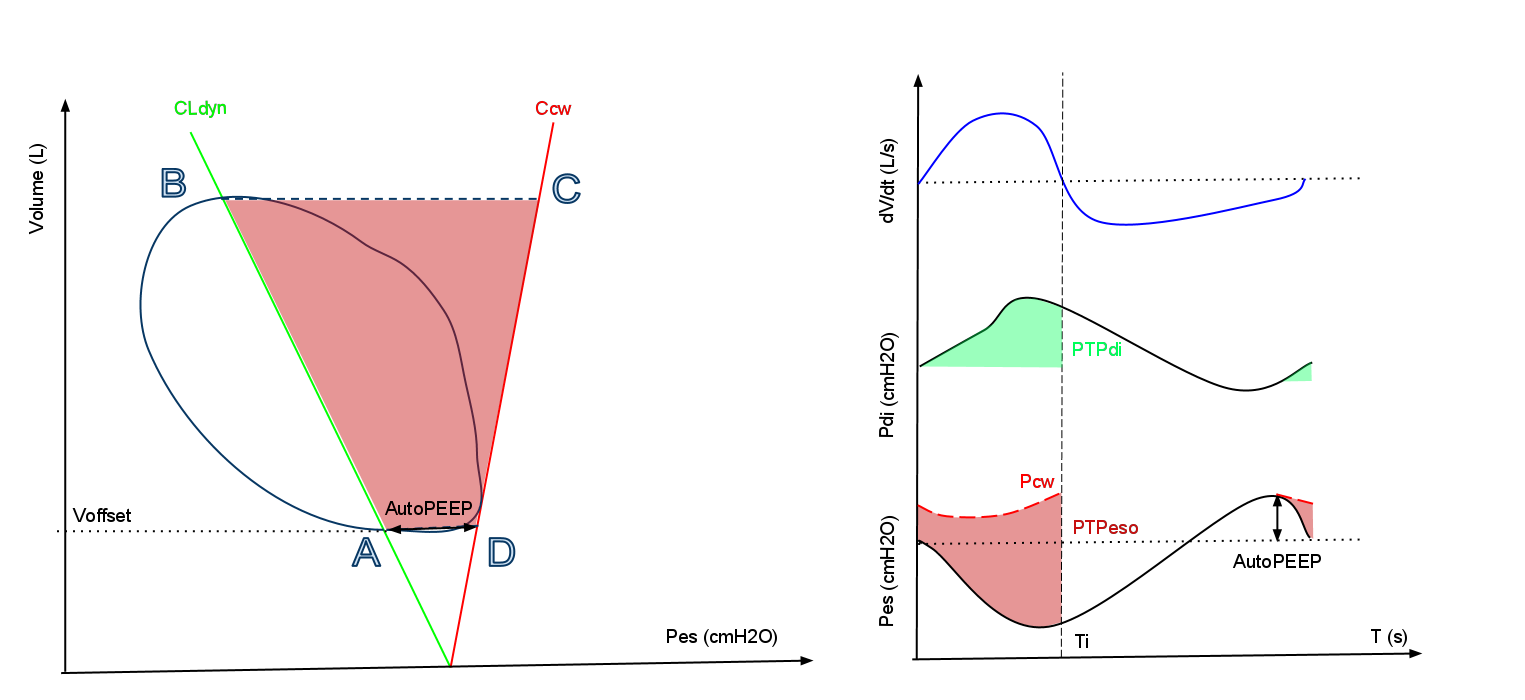 CLdyn
Ccw
Volume (L)
B
C
AutoPEEP
Voffset
A
D
Pes (cmH2O)
dV/dt (L/s)
Pdi (cmH2O)
PTPdi
Pcw
PTPeso
Pes (cmH2O)
AutoPEEP
Ti
T (s)